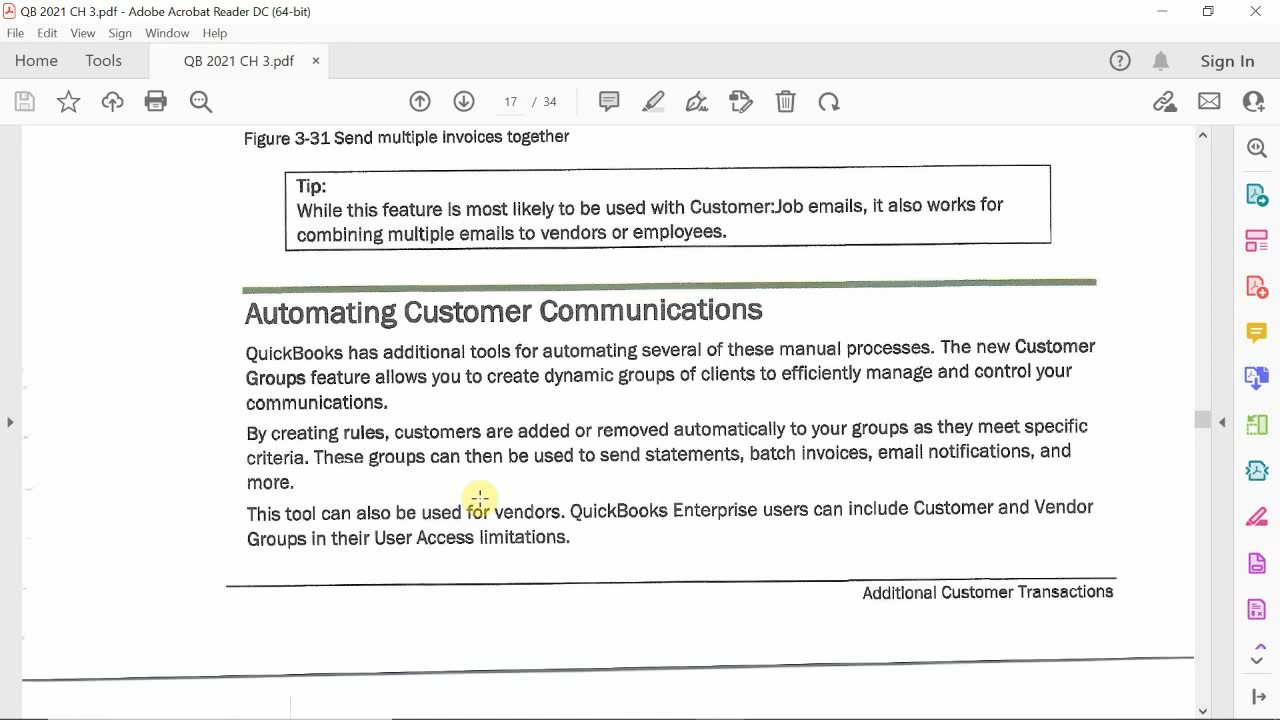 QB 2021 CH 3.pdf - Adobe Acrobat Reader DC (64-bit)
File Edit View Sign Window Help
Home Tools QB 2021 CH 3.pdf × Sign In
17 / 34
Figure 3-31 Send multiple invoices together
Tip:
While this feature is most likely to be used with Customer:Job emails, it also works for
combining multiple emails to vendors or employees.
Automating Customer Communications
QuickBooks has additional tools for automating several of these manual processes. The new Customer
Groups feature allows you to create dynamic groups of clients to efficiently manage and control your
communications.
By creating rules, customers are added or removed automatically to your groups as they meet specific
criteria. These groups can then be used to send statements, batch invoices, email notifications, and
more.
This tool can also be used for vendors. QuickBooks Enterprise users can include Customer and Vendor
Groups in their User Access limitations.
Additional Customer Transactions